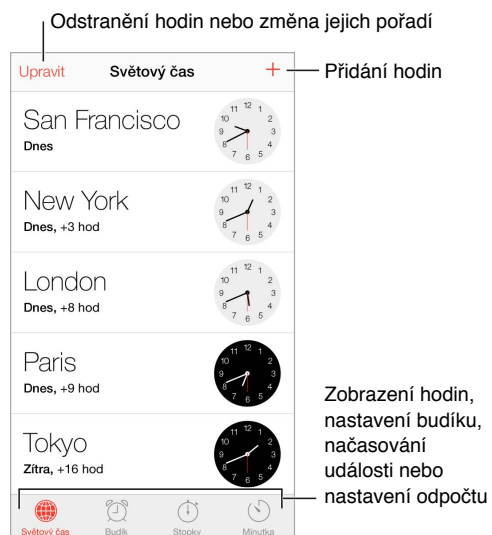 Odstranění hodin nebo změna jejich pořadí
Upravit Světový čas +
Přidání hodin
San Francisco
Dnes
New York
Dnes, +3 hod
London
Dnes, +8 hod
Paris
Dnes, +9 hod
Tokyo
Zítra, +16 hod
Zobrazení hodin,
nastavení budíku,
načasování
události nebo
nastavení odpočtu
Světový čas Budík Stopky Minutka